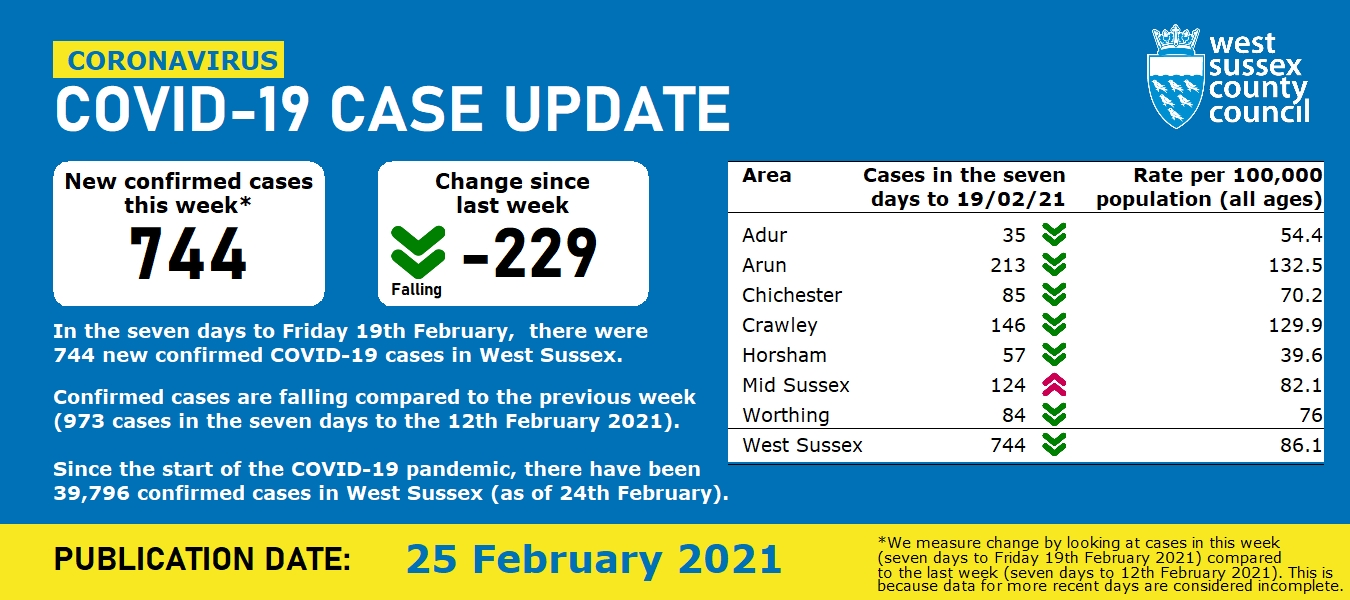 CORONAVIRUS
COVID-19 CASE UPDATE
west
sussex
county
council
New confirmed cases
this week*
744
Change since
last week
-229
Falling
In the seven days to Friday 19th February, there were
744 new confirmed COVID-19 cases in West Sussex.
Confirmed cases are falling compared to the previous week
(973 cases in the seven days to the 12th February 2021).
Since the start of the COVID-19 pandemic, there have been
39,796 confirmed cases in West Sussex (as of 24th February).
Area Cases in the seven Rate per 100,000
days to 19/02/21 population (all ages)
Adur 35 54.4
Arun 213 132.5
Chichester 85 70.2
Crawley 146 129.9
Horsham 57 39.6
Mid Sussex 124 82.1
Worthing 84 76
West Sussex 744 86.1
PUBLICATION DATE: 25 February 2021
*We measure change by looking at cases in this week
(seven days to Friday 19th February 2021) compared
to the last week (seven days to 12th February 2021). This is
because data for more recent days are considered incomplete.